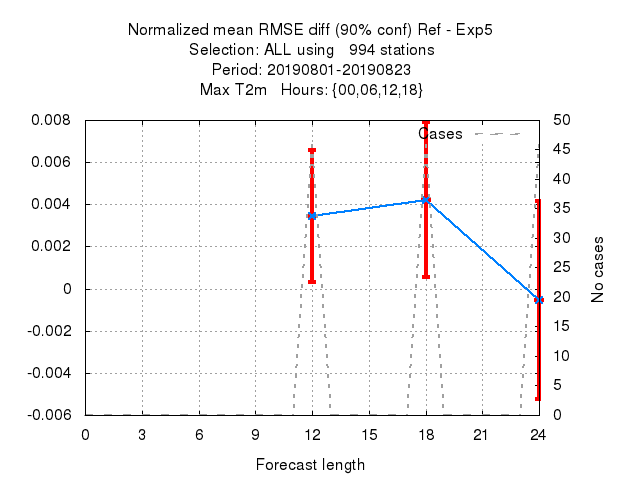 Normalized mean RMSE diff (90% conf) Ref - Exp5
Selection: ALL using   994 stations
Period: 20190801-20190823
Max T2m   Hours: {00,06,12,18}
Cases
0.008
0.006
0.004
0.002
0
-0.002
-0.004
-0.006
50
45
40
35
30
25
20
15
10
5
0
No cases
0 3 6 9 12 15 18 21 24
Forecast length